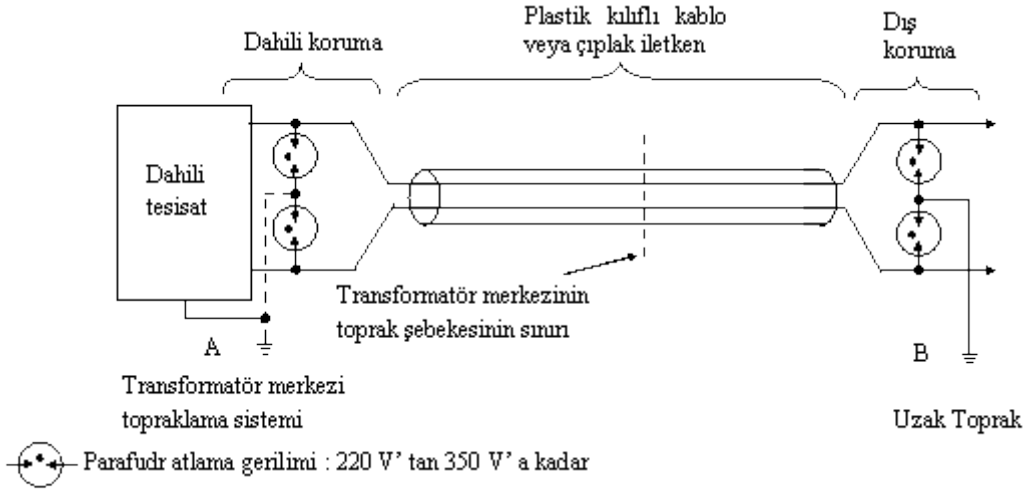 Plastik kılıflı kablo
veya çıplak iletken
Dahili koruma
Dış
koruma
Dahili
tesisat
Transformatör merkezinin
toprak şebekesinin sınırı
A
B
Transformatör merkezi
topraklama sistemi
Uzak Toprak
Parafudr atlama gerilimi : 220 V' tan 350 V' a kadar